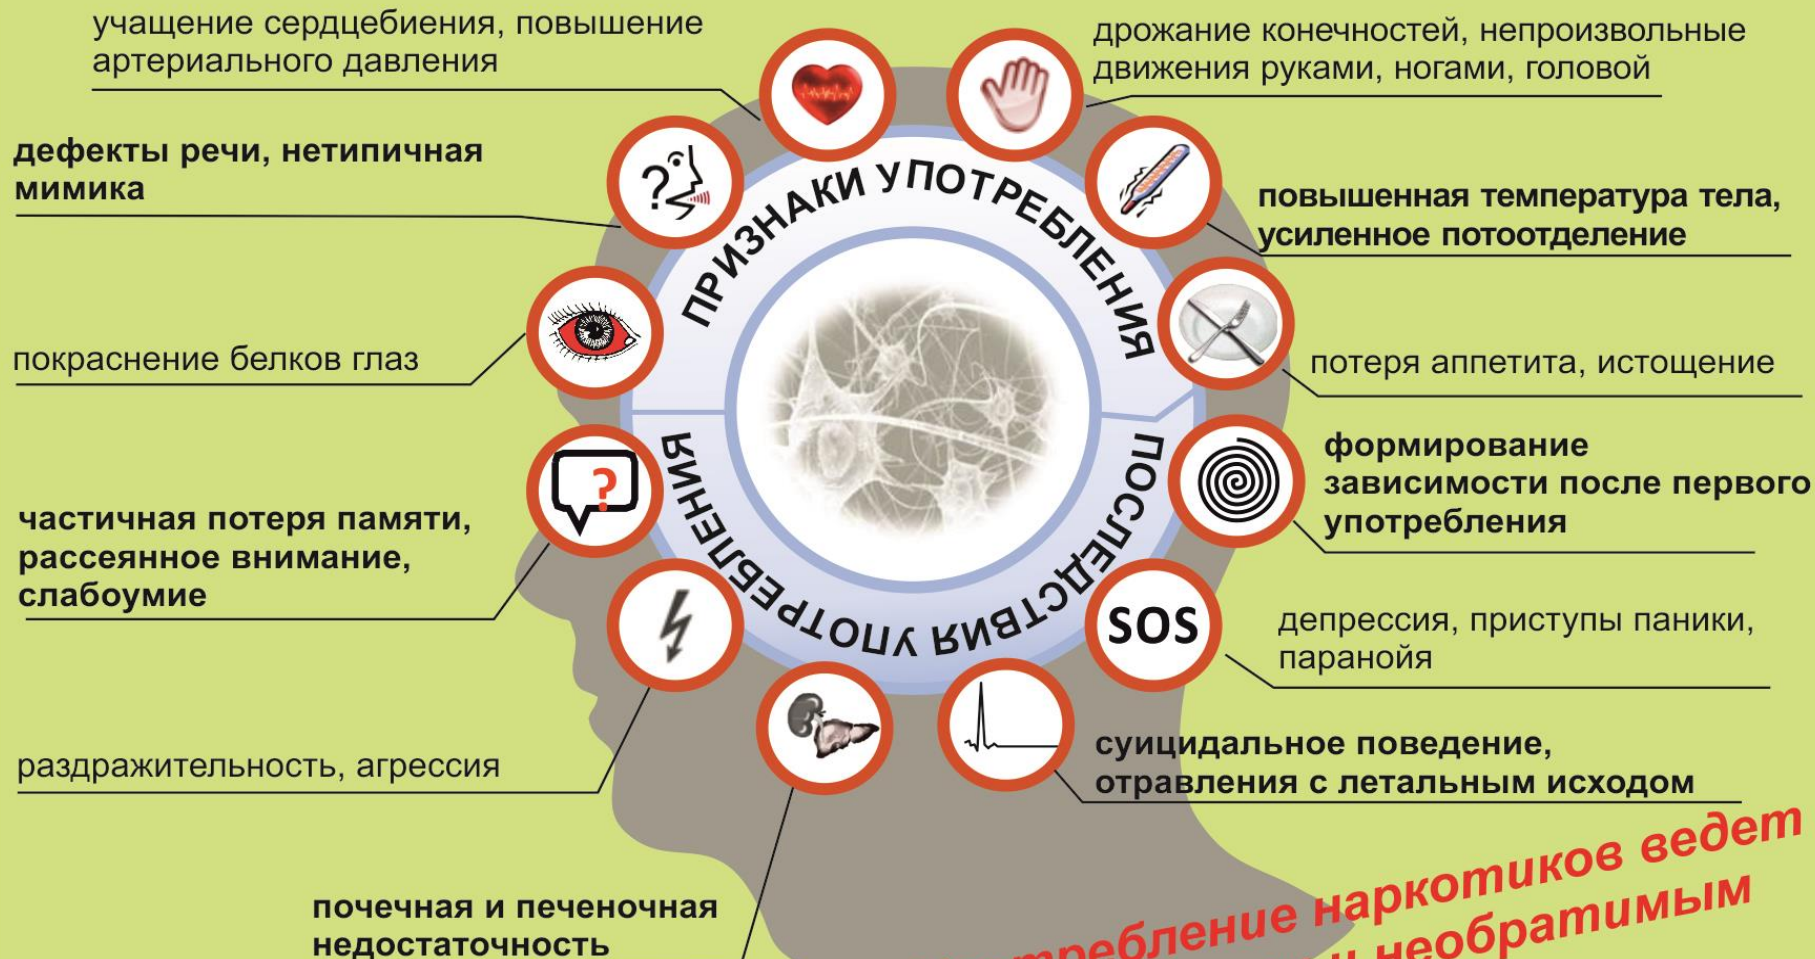 учащение сердцебиения, повышение
артериального давления
дрожание конечностей, непроизвольные
движения руками, ногами, головой
дефекты речи, нетипичная
мимика
повышенная температура тела,
усиленное потоотделение
ПРИЗНАКИ УПОТРЕБЛЕНИЯ
покраснение белков глаз
потеря аппетита, истощение
ПОСЛЕДСТВИЯ УПОТРЕБЛЕНИЯ
?
?
формирование
зависимости после первого
употребления
частичная потеря памяти,
рассеянное внимание,
слабоумие
SOS
депрессия, приступы паники,
паранойя
раздражительность, агрессия
суицидальное поведение,
отравления с летальным исходом
почечная и печеночная
недостаточность
наркотиков ведет
необратимым